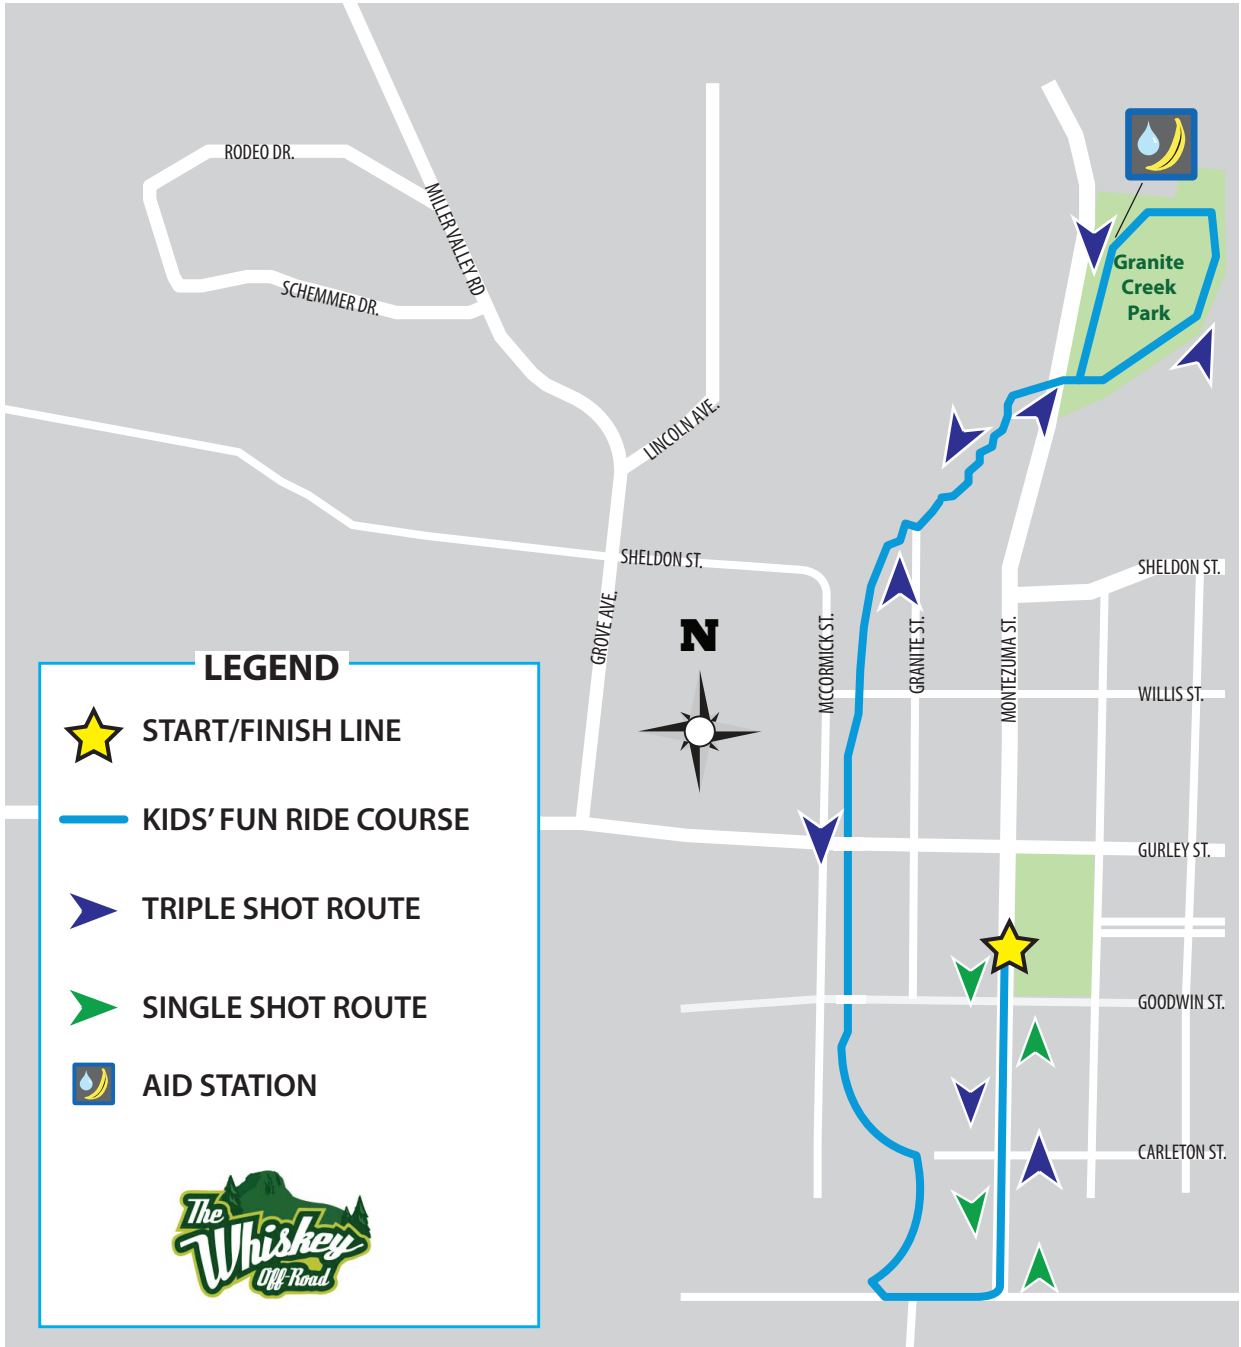 RODEO DR.
MILLER VALLEY RD
SCHEMMER DR.
Granite
Creek
Park
LINCOLN AVE.
SHELDON ST.
SHELDON ST.
GROVE AVE.
MCCORMICK ST.
GRANITE ST.
MONTEZUMA ST.
N
WILLIS ST.
GURLEY ST.
GOODWIN ST.
CARLETON ST.
LEGEND
START/FINISH LINE
KIDS' FUN RIDE COURSE
TRIPLE SHOT ROUTE
SINGLE SHOT ROUTE
AID STATION
The
Whiskey
Off-Road